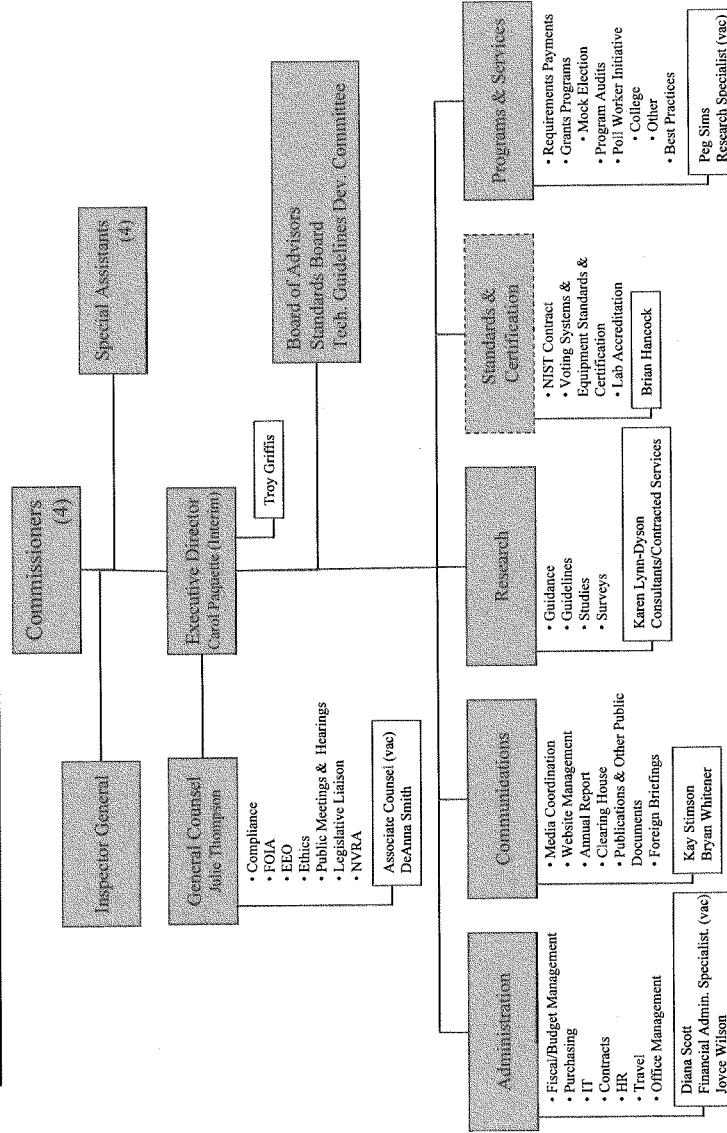 Commissioners
(4)
Special Assistants
(4)
Inspector General
Executive Director
Carol Paquette (Interim)
Troy Griffis
General Counsel
Julie Thompson
• Compliance
• FOIA
• EEO
• Ethics
• Public Meetings & Hearings
• Legislative Liaison
• NVRA
Associate Counsel (vac)
DeAnna Smith
Board of Advisors
Standards Board
Tech. Guidelines Dev. Committee
Administration
• Fiscal/Budget Management
• Purchasing
• IT
• Contracts
• HR
• Travel
• Office Management
Diana Scott
Financial Admin. Specialist. (vac)
Joyce Wilson
Communications
• Media Coordination
• Website Management
• Annual Report
• Clearing House
• Publications & Other Public
Documents
• Foreign Briefings
Kay Stimson
Bryan Whitener
Research
• Guidance
• Guidelines
• Studies
• Surveys
Karen Lynn-Dyson
Consultants/Contracted Services
Standards &
Certification
• NIST Contract
• Voting Systems &
Equipment Standards &
Certification
• Lab Accreditation
Brian Hancock
Programs & Services
• Requirements Payments
• Grants Programs
• Mock Election
• Program Audits
• Poll Worker Initiative
• College
• Other
• Best Practices
Peg Sims
Research Specialist (vac)